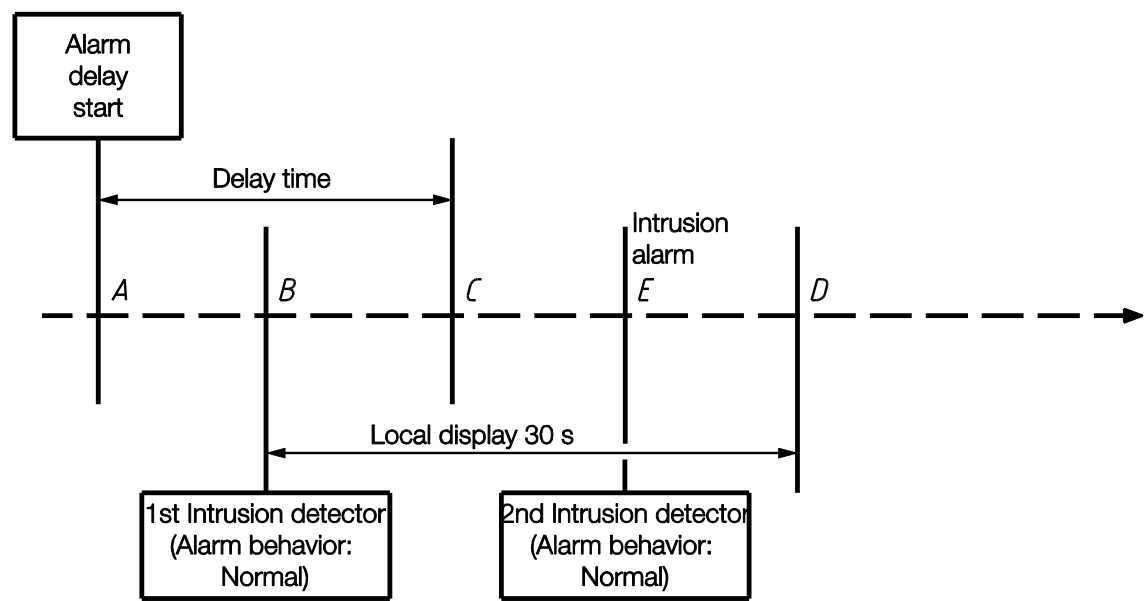 Alarm
delay
start
Delay time
Intrusion
alarm
A
B
C
E
D
Local display 30 s
1st Intrusion detector
(Alarm behavior:
Normal)
2nd Intrusion detector
(Alarm behavior:
Normal)